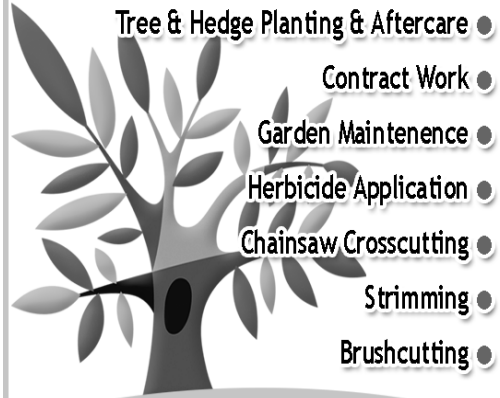 Tree & Hedge Planting & Aftercare
Contract Work
Garden Maintenence
Herbicide Application
Chainsaw Crosscutting
Strimming
Brushcutting